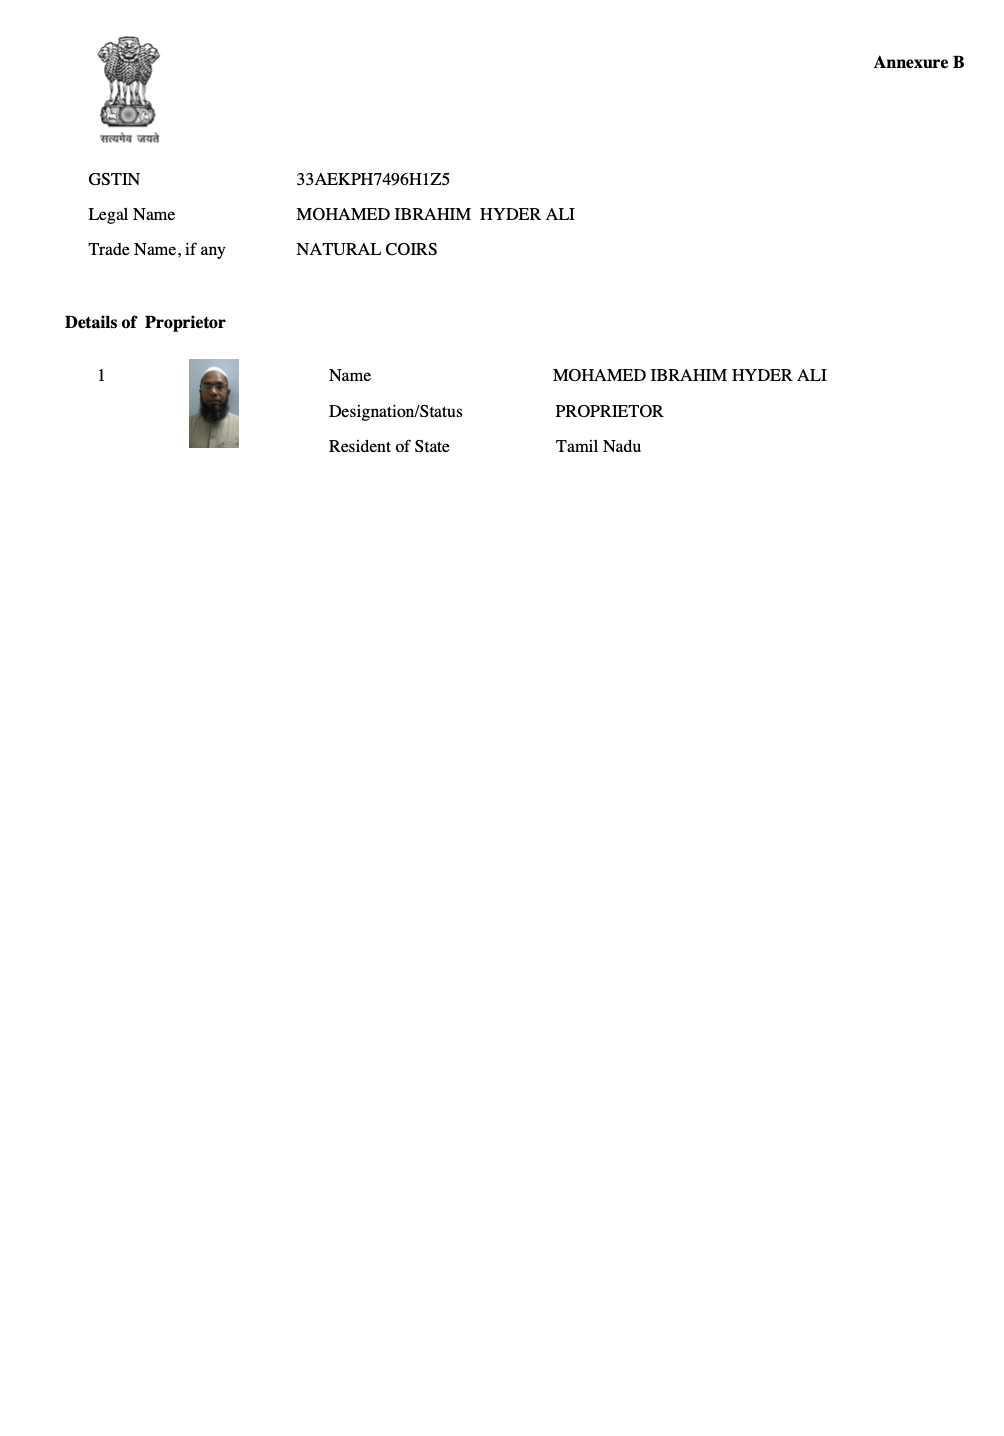 Annexure B
सत्यमेव जयते
GSTIN 33AEKPH7496H1Z5
Legal Name MOHAMED IBRAHIM  HYDER ALI
Trade Name, if any NATURAL COIRS
Details of  Proprietor
1 Name MOHAMED IBRAHIM HYDER ALI
Designation/Status PROPRIETOR
Resident of State Tamil Nadu